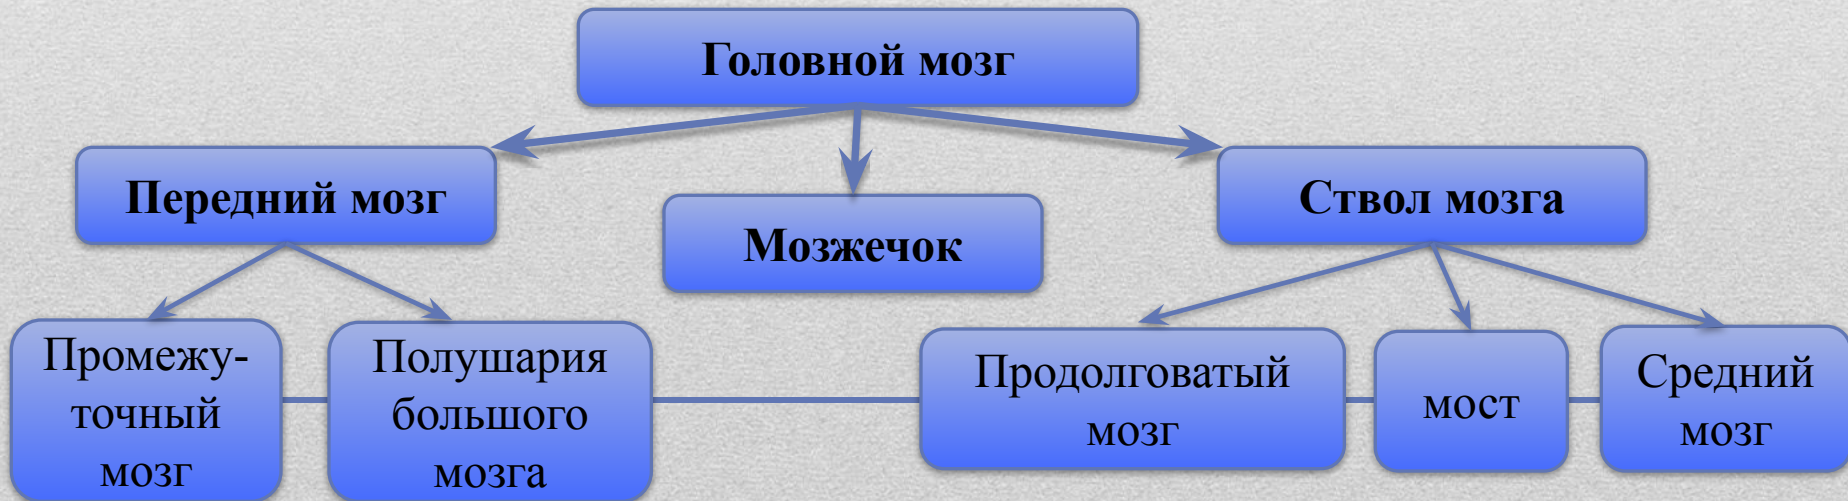 Головной мозг
Передний мозг
Мозжечок
Ствол мозга
Промежу-
точный
мозг
Полушария
большого
мозга
Продолговатый
мозг
мост
Средний
мозг